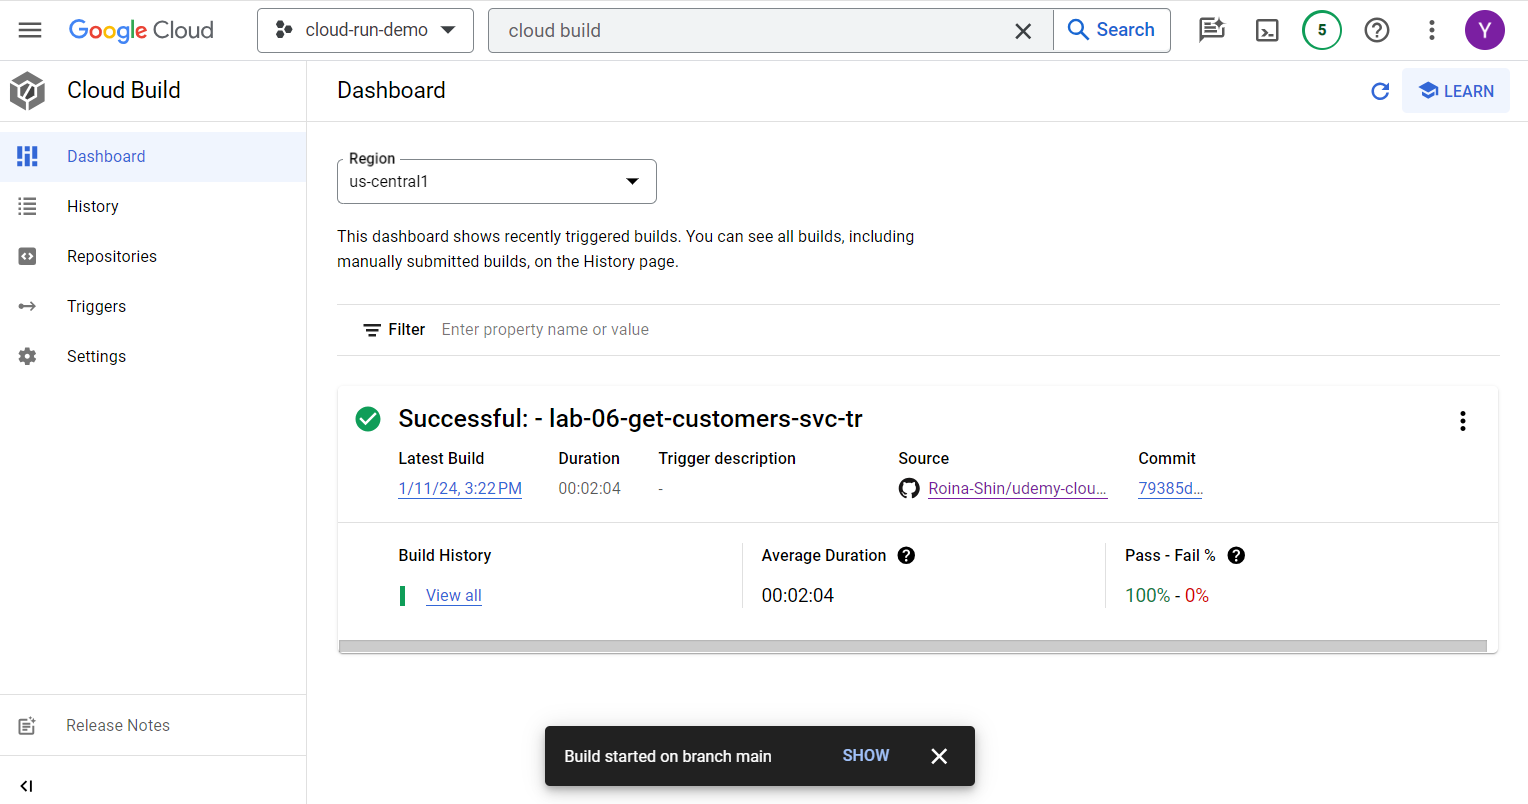 Google Cloud
cloud-run-demo
cloud build
Search
5
Y
Cloud Build
Dashboard
LEARN
Dashboard
History
Repositories
Triggers
Settings
Release Notes
Region
us-central1
This dashboard shows recently triggered builds. You can see all builds, including
manually submitted builds, on the History page.
Filter Enter property name or value
Successful: - lab-06-get-customers-svc-tr
Latest Build Duration Trigger description Source Commit
1/11/24, 3:22 PM 00:02:04 - Roina-Shin/udemy-clou... 79385d...
Build History Average Duration Pass - Fail %
View all 00:02:04 100% - 0%
Build started on branch main SHOW